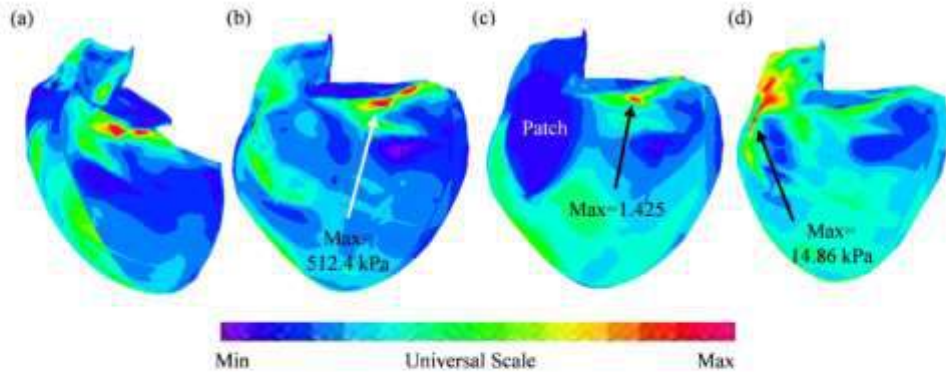 (a)
(b)
(c)
(d)
Patch
Max=1.425
Max=
512.4 kPa
Max=
14.86 kPa
Min
Universal Scale
Max